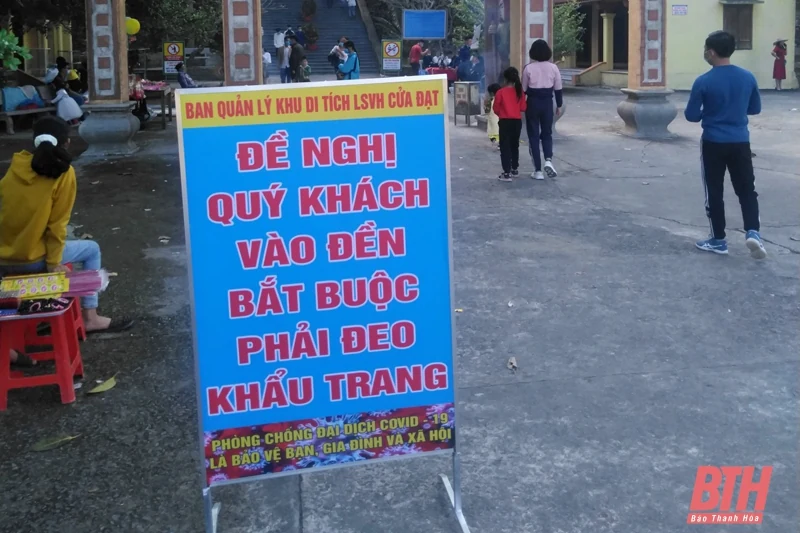 BAN QUẢN LÝ KHU DI TÍCH LSVH CỬA ĐẠT
ĐỀ NGHỊ
QUÝ KHÁCH
VÀO ĐỀN
BẮT BUỘC
PHẢI ĐEO
KHẨU TRANG
PHÒNG CHỐNG ĐẠI DỊCH COVID - 19
LÀ BẢO VỆ BẠN, GIA ĐÌNH VÀ XÃ HỘI
BTH
Báo Thanh Hóa